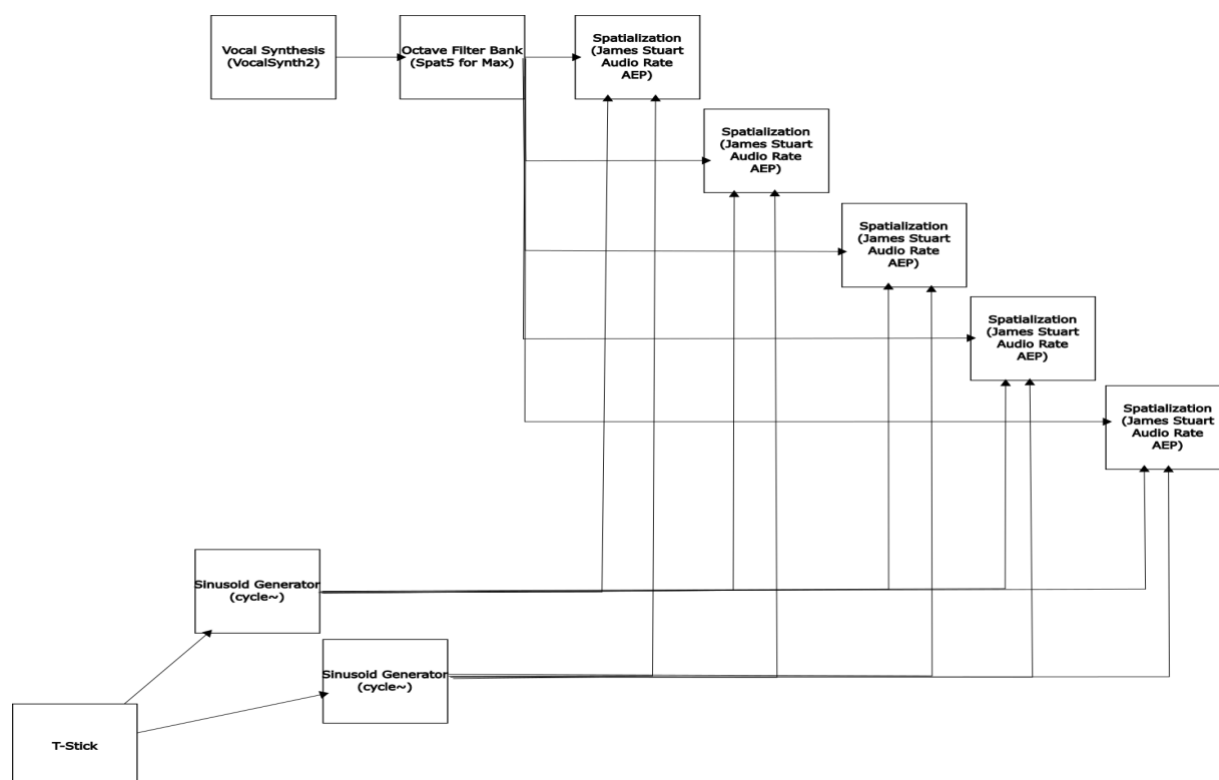 Vocal Synthesis
(VocalSynth2)
Octave Filter Bank
(Spat5 for Max)
Spatialization
(James Stuart
Audio Rate
AEP)
Spatialization
(James Stuart
Audio Rate
AEP)
Spatialization
(James Stuart
Audio Rate
AEP)
Spatialization
(James Stuart
Audio Rate
AEP)
Spatialization
(James Stuart
Audio Rate
AEP)
Sinusoid Generator
(cycle~)
Sinusoid Generator
(cycle~)
T-Stick